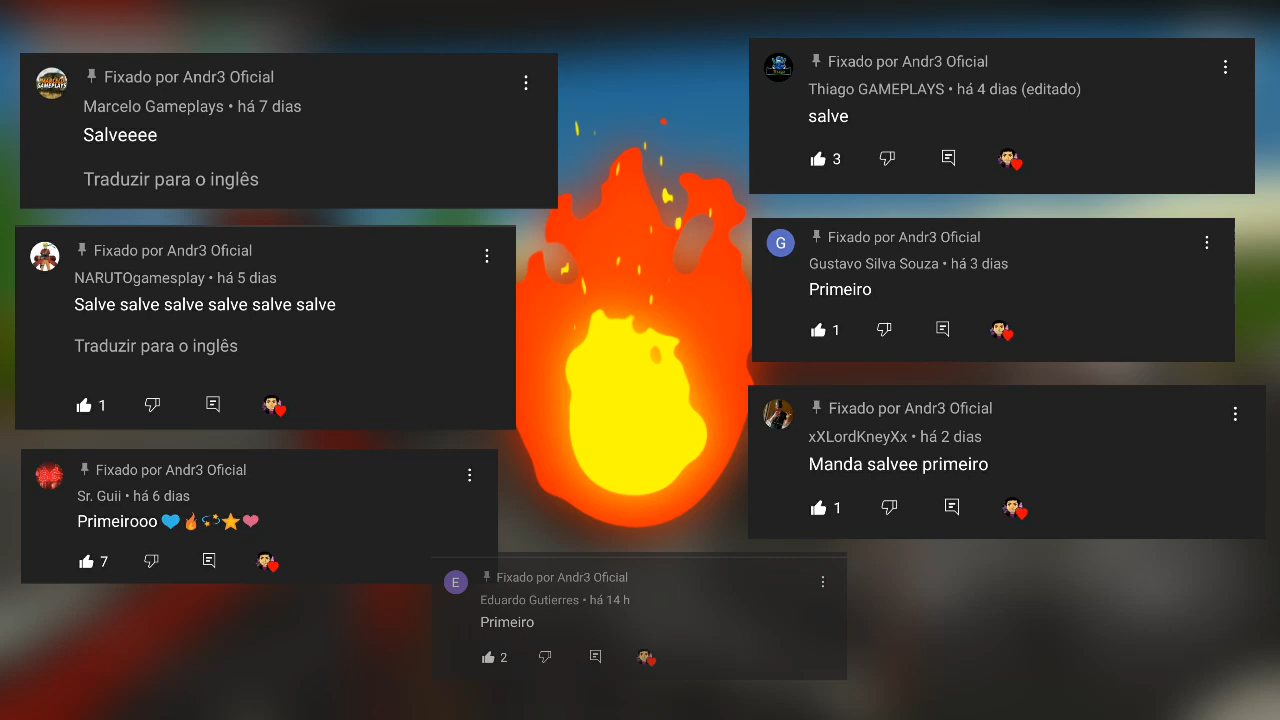 Fixado por Andr3 Oficial
Marcelo Gameplays • há 7 dias
Salveeee
Traduzir para o inglês
Fixado por Andr3 Oficial
NARUTOgamesplay • há 5 dias
Salve salve salve salve salve salve
Traduzir para o inglês
1
Fixado por Andr3 Oficial
Sr. Guii • há 6 dias
Primeirooo 💙🔥💫⭐❤
7
Fixado por Andr3 Oficial
Thiago GAMEPLAYS • há 4 dias (editado)
salve
3
G
Fixado por Andr3 Oficial
Gustavo Silva Souza • há 3 dias
Primeiro
1
Fixado por Andr3 Oficial
xXLordKneyXx • há 2 dias
Manda salvee primeiro
1
E
Fixado por Andr3 Oficial
Eduardo Gutierres • há 14 h
Primeiro
2